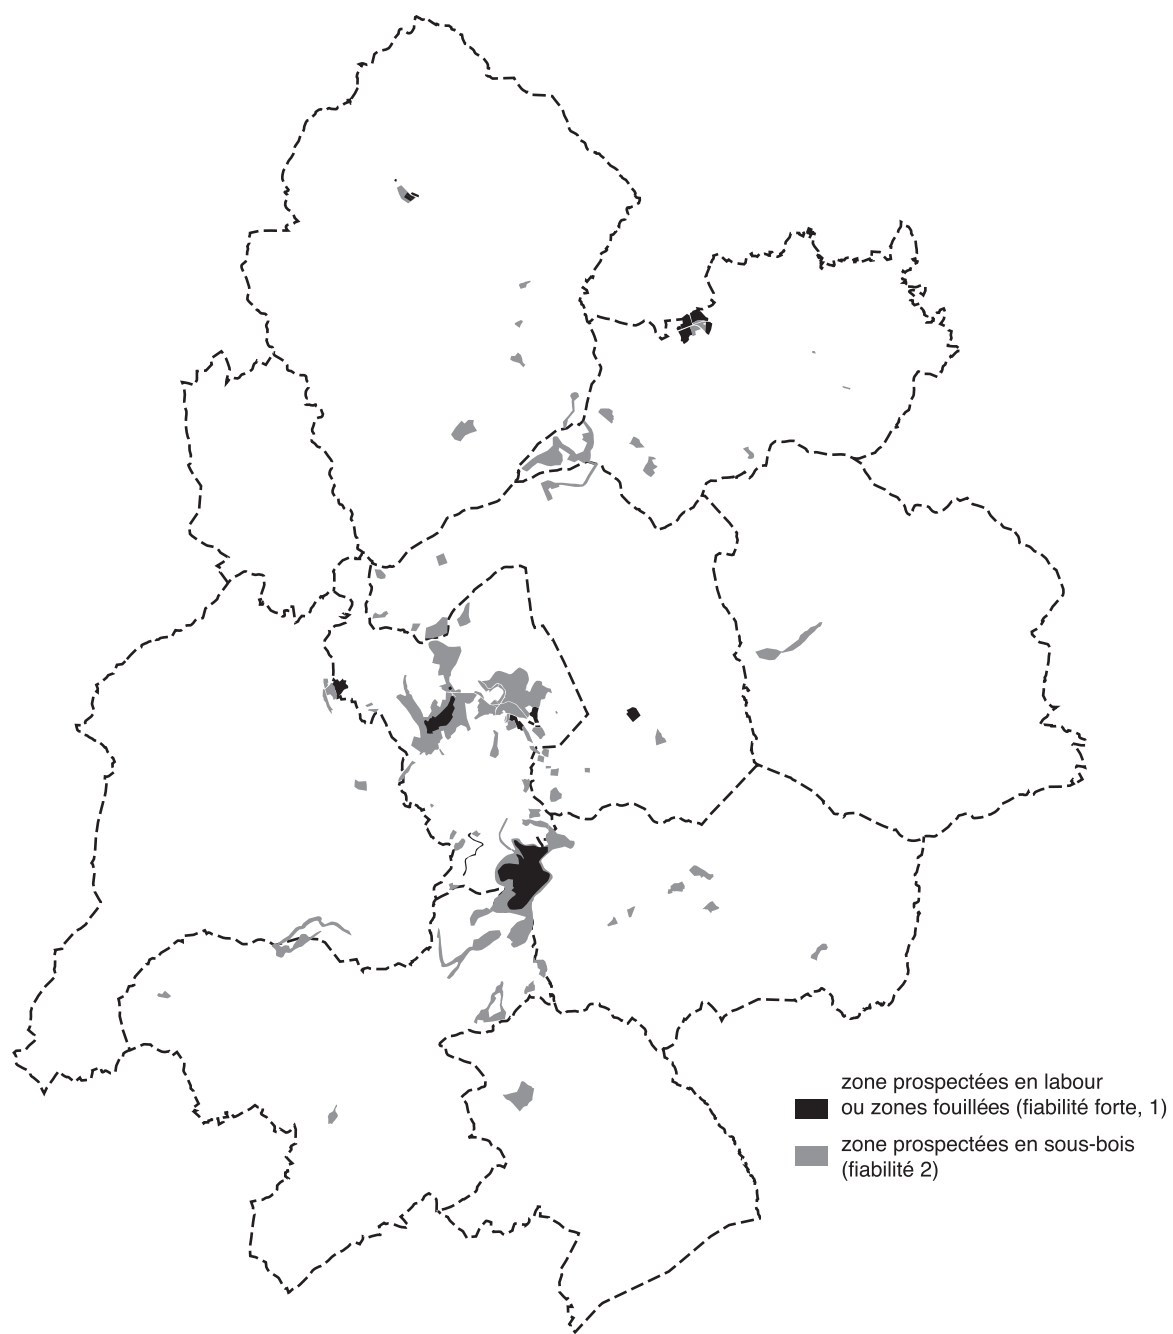 zone prospectées en labour
ou zones fouillées (fiabilité forte, 1)
zone prospectées en sous-bois
(fiabilité 2)